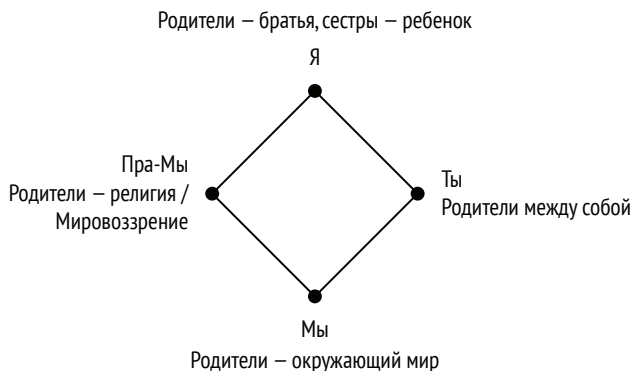 Родители — братья, сестры — ребенок
Я
Пра-Мы
Родители — религия /
Мировоззрение
Ты
Родители между собой
Мы
Родители — окружающий мир